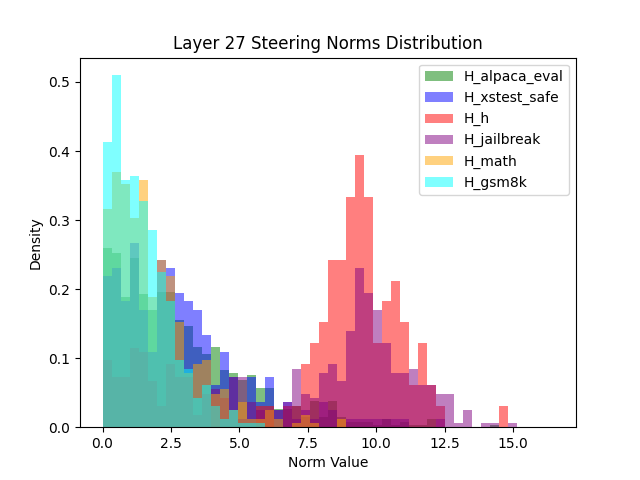 Layer 27 Steering Norms Distribution
H_alpaca_eval
H_xstest_safe
H_h
H_jailbreak
H_math
H_gsm8k
Density
0.5
0.4
0.3
0.2
0.1
0.0
0.0 2.5 5.0 7.5 10.0 12.5 15.0
Norm Value